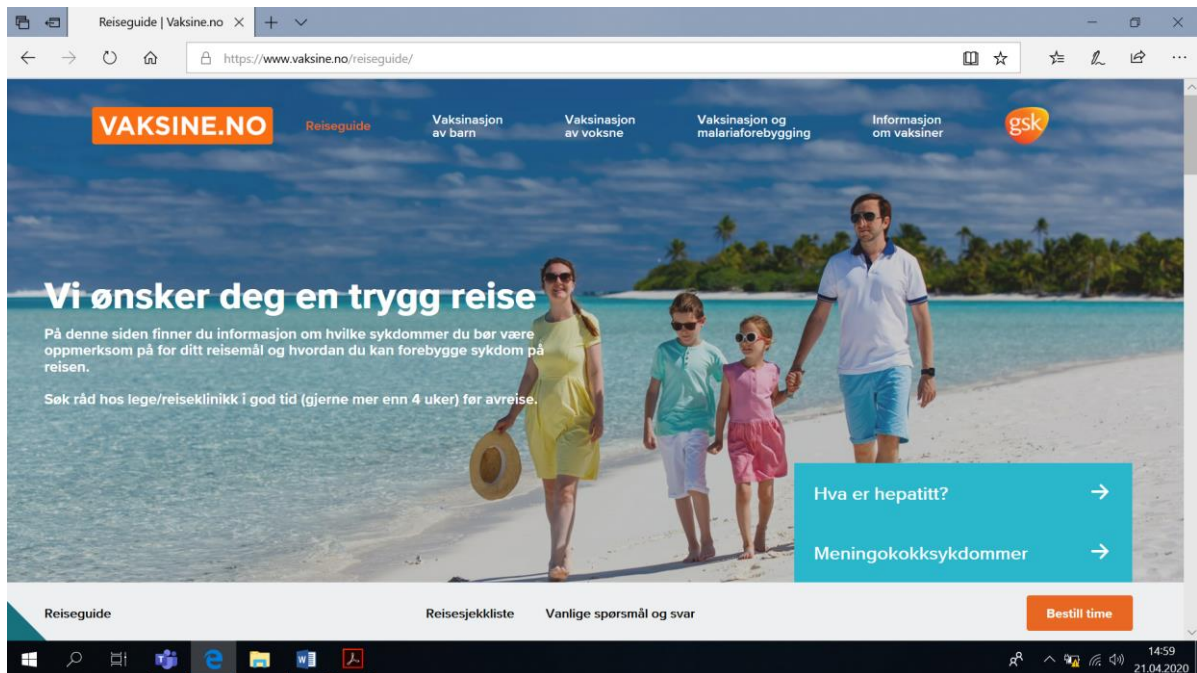 Reiseguide | Vaksine.no
https://www.vaksine.no/reiseguide/
VAKSINE.NO
Reiseguide
Vaksinasjon
av barn
Vaksinasjon
av voksne
Vaksinasjon og
malariaforebygging
Informasjon
om vaksiner
gsk
Vi ønsker deg en trygg reise
På denne siden finner du informasjon om hvilke sykdommer du bør være
oppmerksom på for ditt reisemål og hvordan du kan forebygge sykdom på
reisen.
Søk råd hos lege/reiseklinikk i god tid (gjerne mer enn 4 uker) før avreise.
Hva er hepatitt?
Meningokokksykdommer
Reiseguide
Reisesjekkliste
Vanlige spørsmål og svar
Bestill time
14:59
21.04.2020